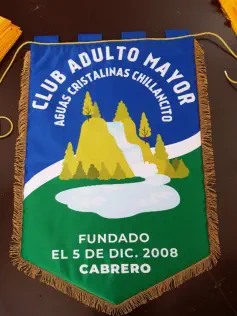 CLUB ADULTO MAYOR
AGUAS CRISTALINAS CHILLANCITO
FUNDADO
EL 5 DE DIC. 2008
CABRERO